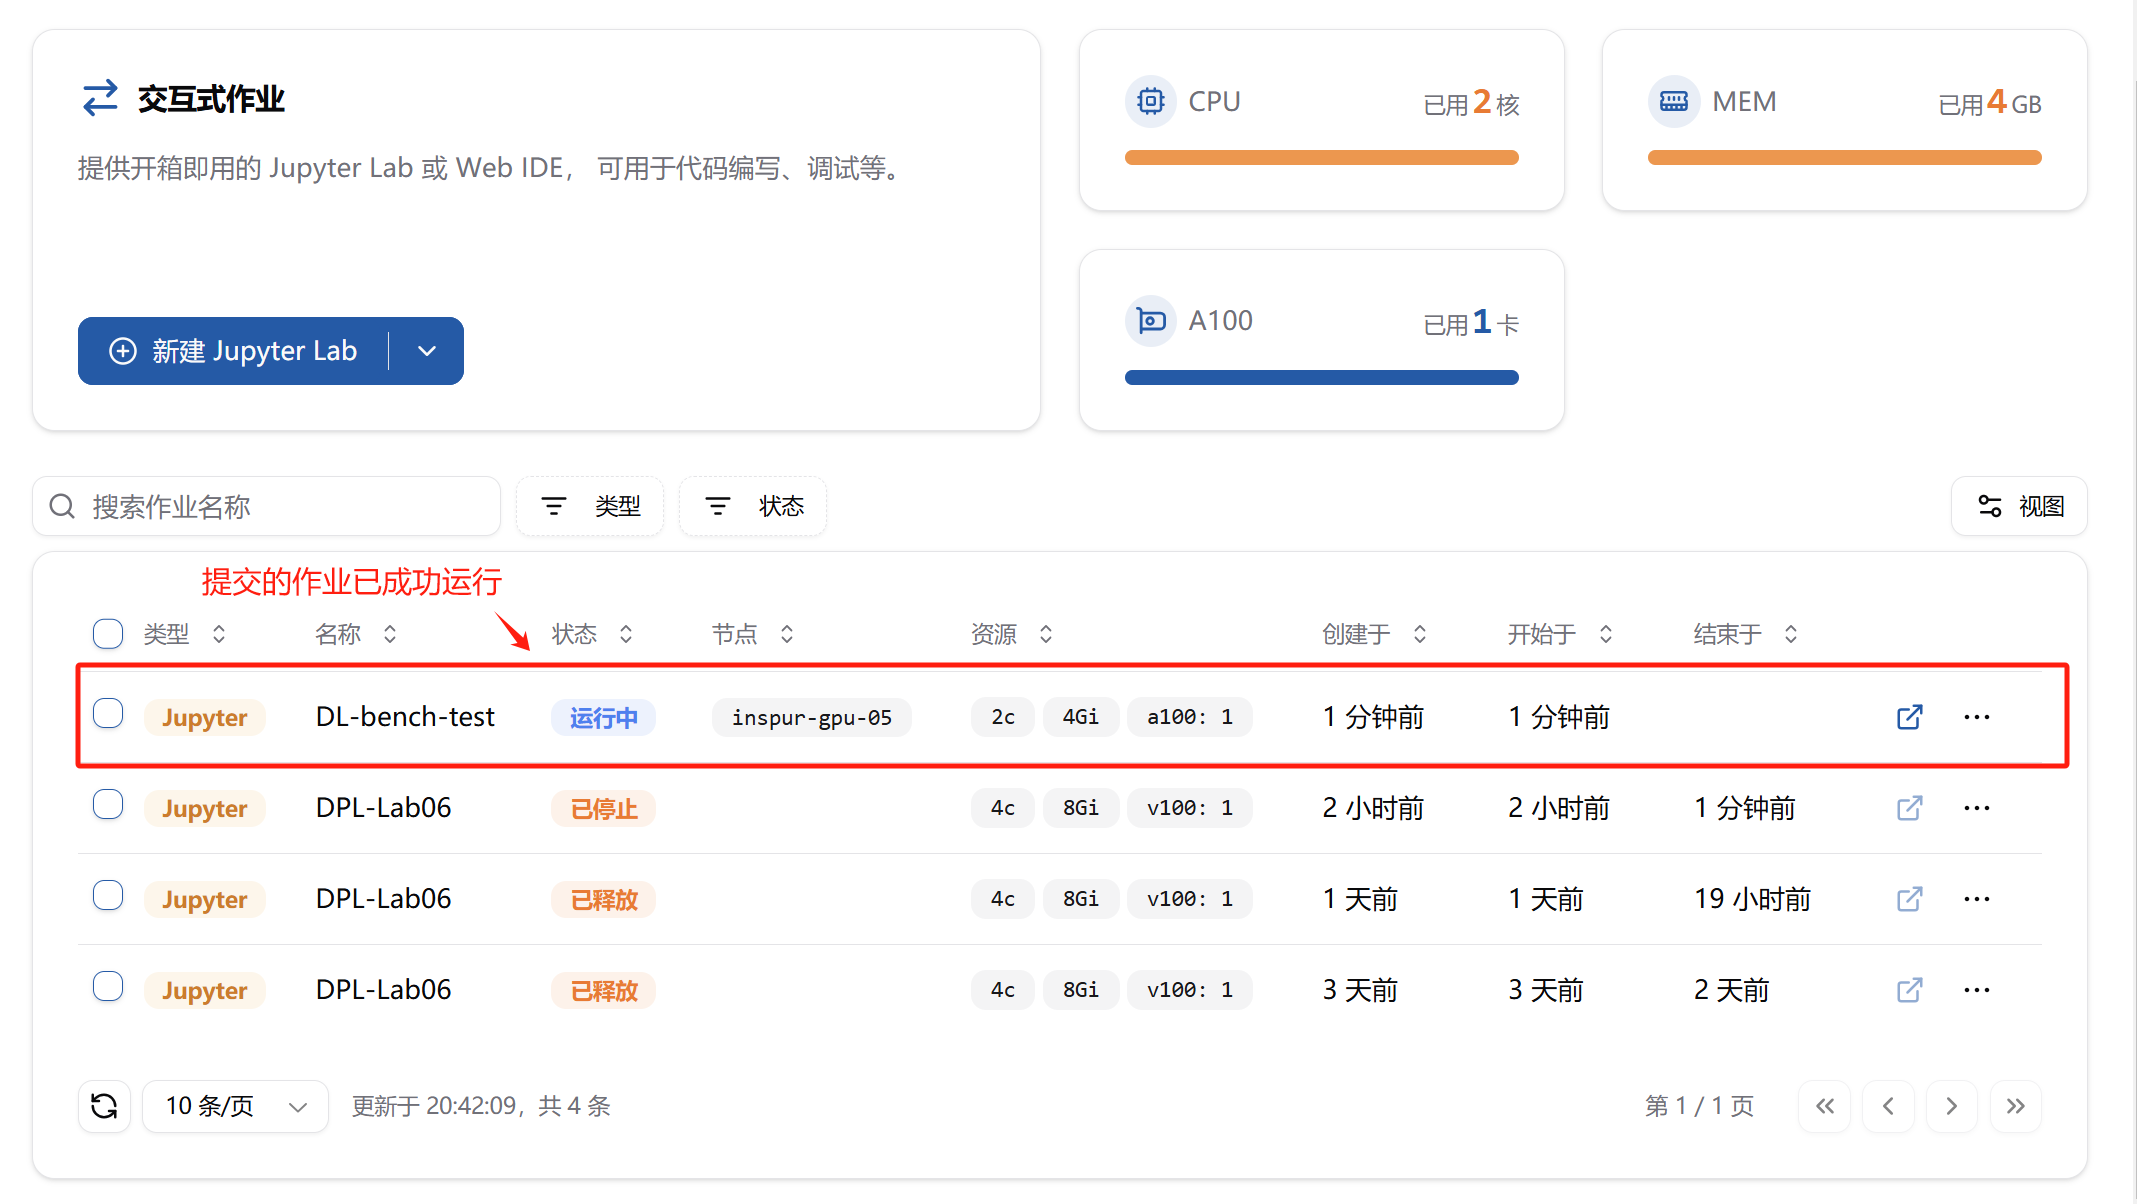 交互式作业
提供开箱即用的 Jupyter Lab 或 Web IDE， 可用于代码编写、调试等。
新建 Jupyter Lab
CPU 已用 2 核
MEM 已用 4 GB
A100 已用 1 卡
搜索作业名称 类型 状态 视图
提交的作业已成功运行
类型 名称 状态 节点 资源 创建于 开始于 结束于
Jupyter DL-bench-test 运行中 inspur-gpu-05 2c 4Gi a100: 1 1 分钟前 1 分钟前
Jupyter DPL-Lab06 已停止 4c 8Gi v100: 1 2 小时前 2 小时前 1 分钟前
Jupyter DPL-Lab06 已释放 4c 8Gi v100: 1 1 天前 1 天前 19 小时前
Jupyter DPL-Lab06 已释放 4c 8Gi v100: 1 3 天前 3 天前 2 天前
10 条/页 更新于 20:42:09，共 4 条 第 1 / 1 页